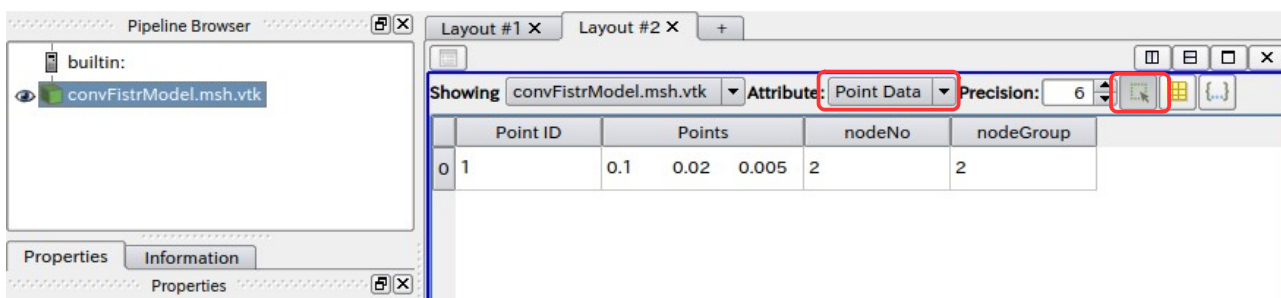 Pipeline Browser
builtin:
convFistrModel.msh.vtk
Properties Information
Properties
Layout #1 Layout #2 +
Showing convFistrModel.msh.vtk Attribute: Point Data Precision: 6 {...}
Point ID Points nodeNo nodeGroup
0 1 0.1 0.02 0.005 2 2